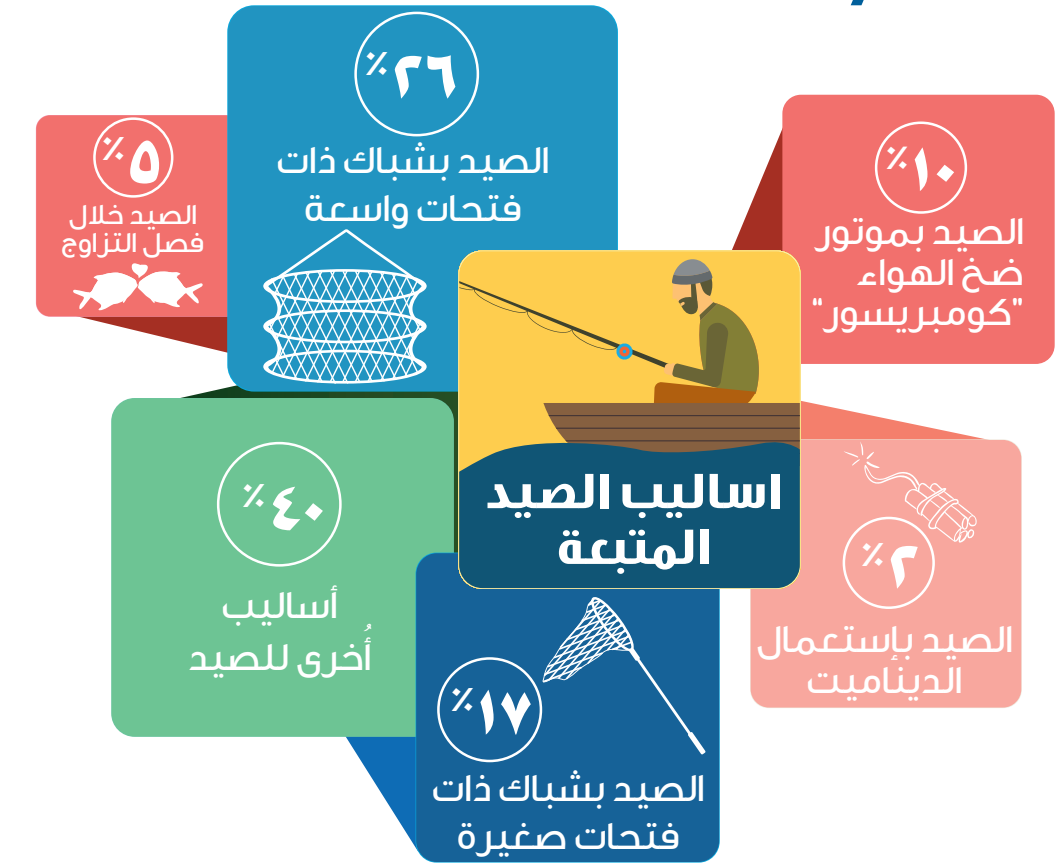 اساليب الصيد
المتبعة
٪١٠
الصيد بموتور
ضخ الهواء
"كومبريسور"
٪٢٦
الصيد بشباك ذات
فتحات واسعة
٪٥
الصيد خلال
فصل التزاوج
٪٤٠
أساليب
أُخرى للصيد
٪١٧
الصيد بشباك ذات
فتحات صغيرة
٪٢
الصيد بإستعمال
الديناميت